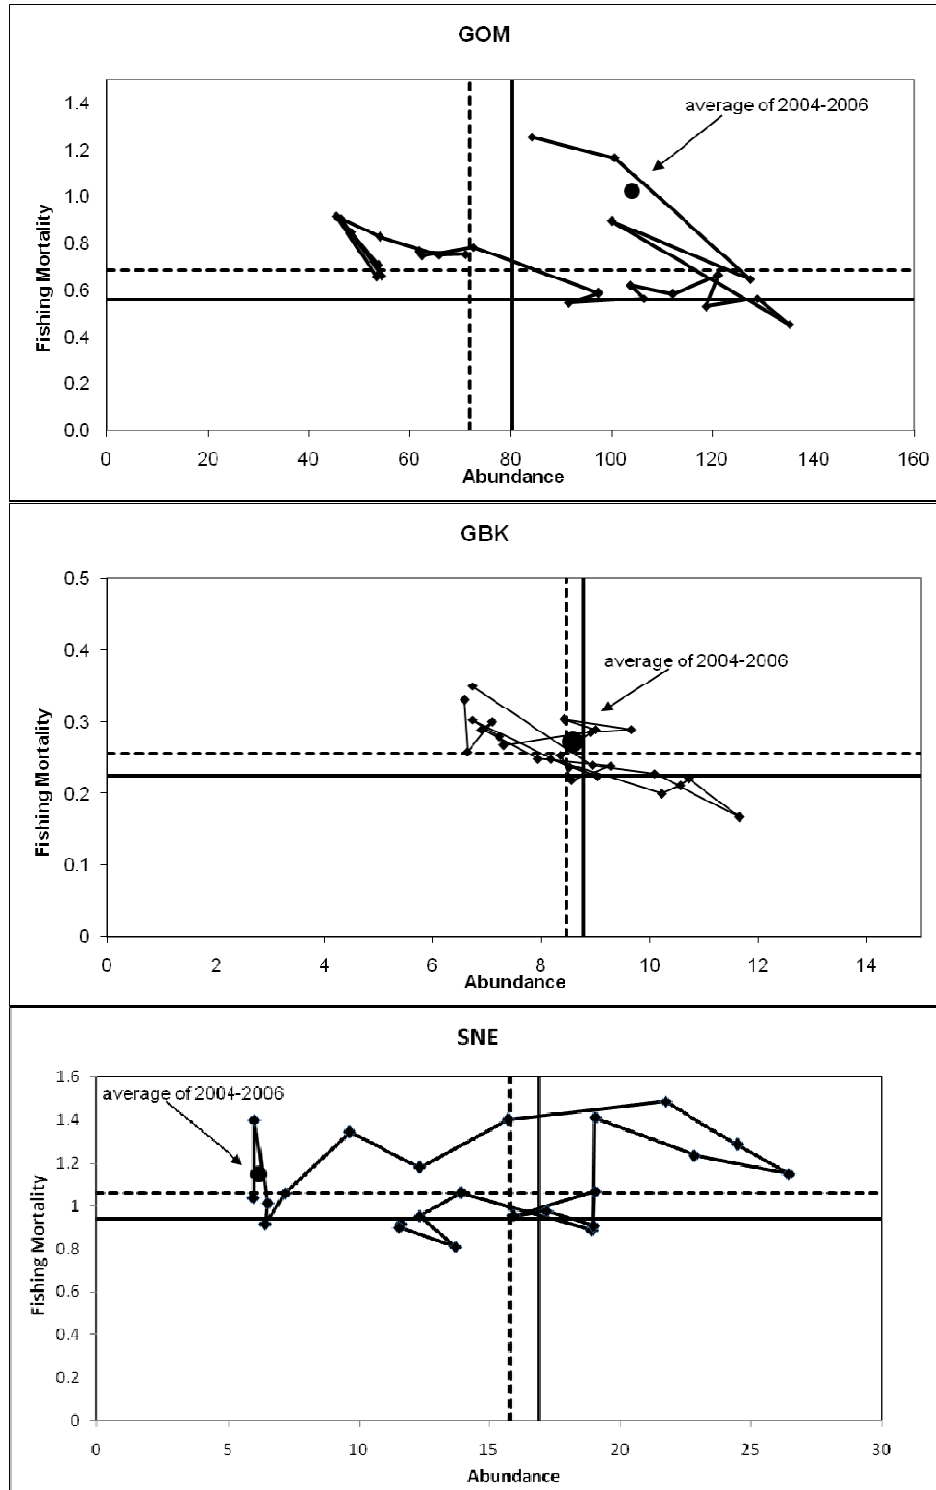 GOM
1.4
average of 2004-2006
1.2
1.0
0.8
0.6
0.4
0.2
0.0
Fishing Mortality
0 20 40 60 80 100 120 140 160
Abundance
GBK
0.5
0.4
average of 2004-2006
0.3
0.2
0.1
0
Fishing Mortality
0 2 4 6 8 10 12 14
Abundance
SNE
1.6
average of 2004-2006
1.4
1.2
1
0.8
0.6
0.4
0.2
0
Fishing Mortality
0 5 10 15 20 25 30
Abundance